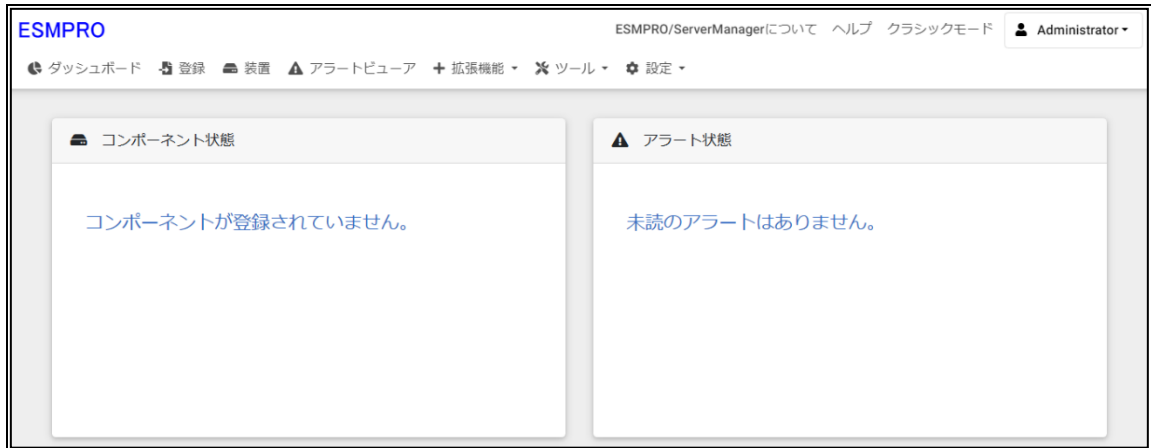 ESMPRO
ESMPRO/ServerManagerについて ヘルプ クラシックモード Administrator
ダッシュボード 登録 装置 アラートビューア 拡張機能 ツール 設定
コンポーネント状態
コンポーネントが登録されていません。
アラート状態
未読のアラートはありません。